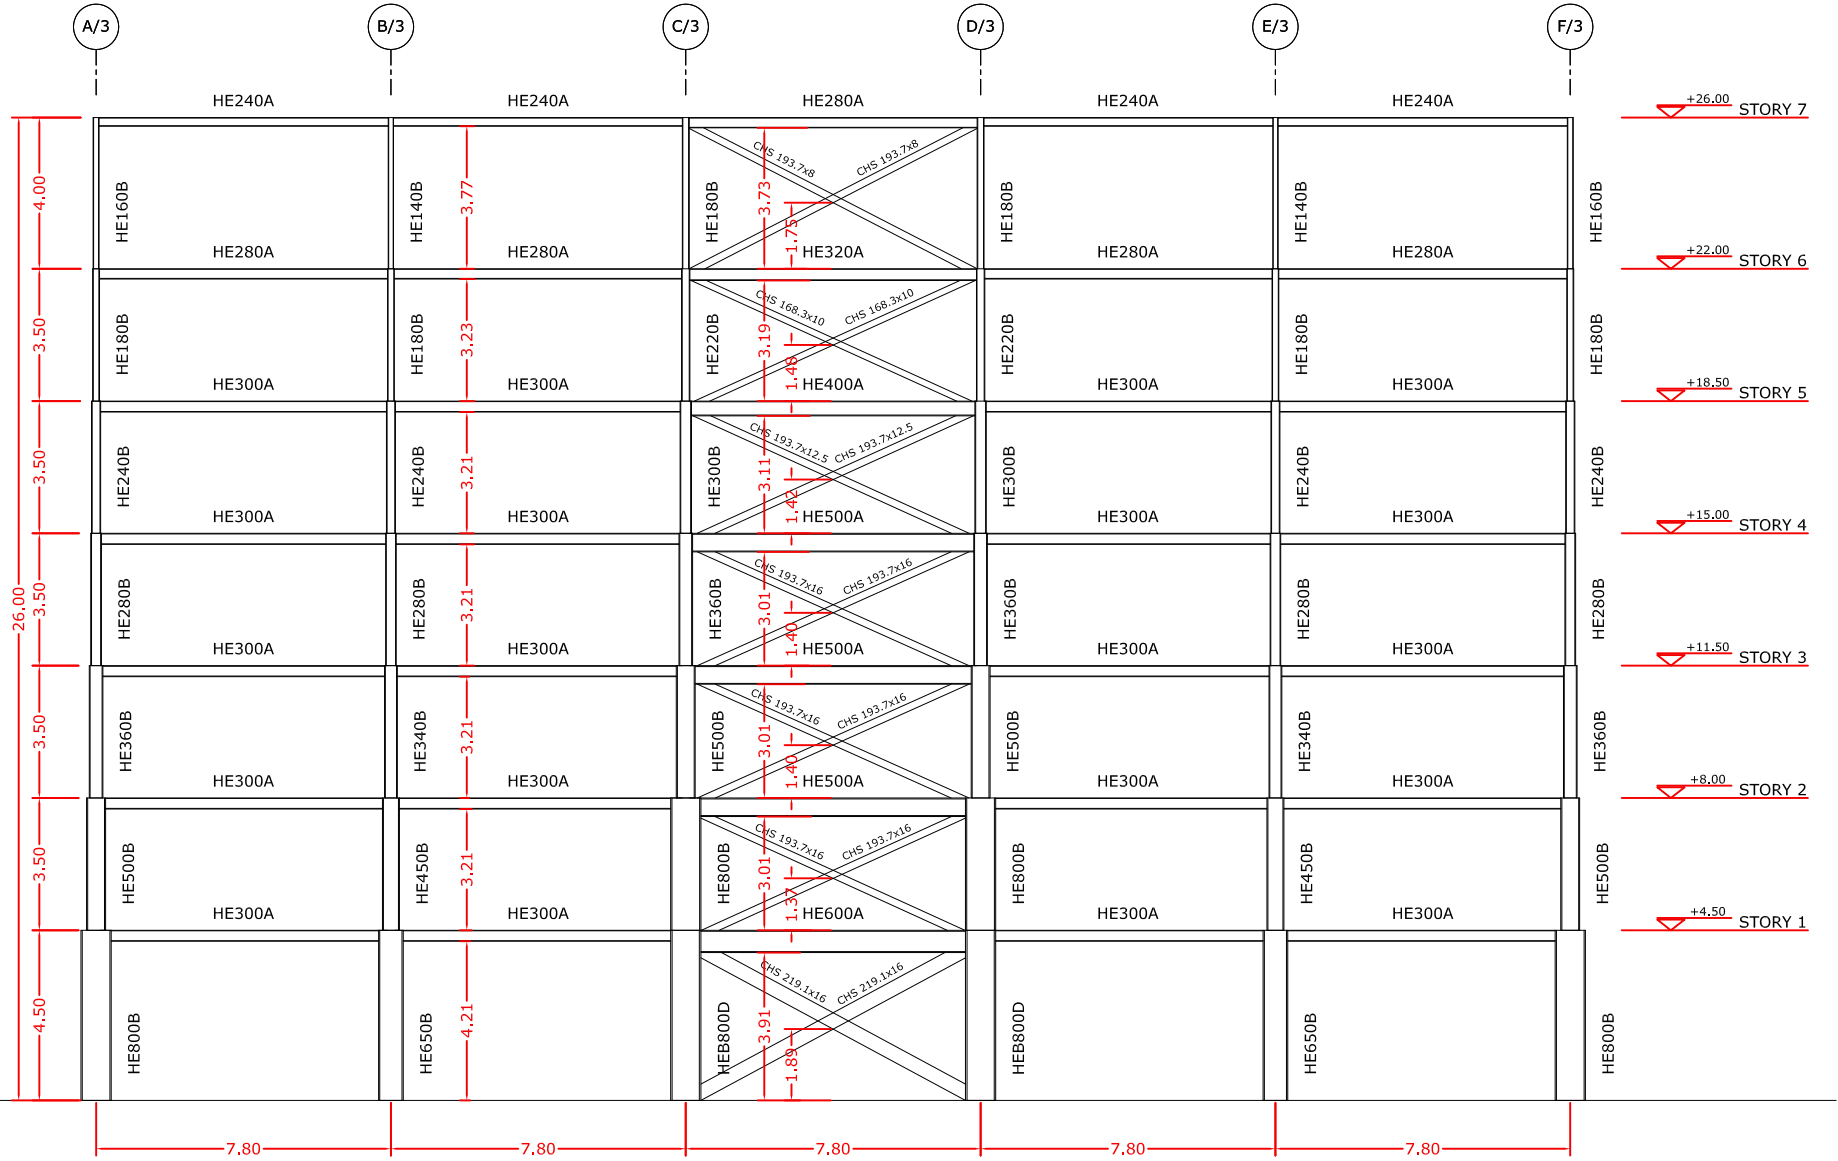 A/3 B/3 C/3 D/3 E/3 F/3
HE240A HE240A HE280A HE240A HE240A
+26.00 STORY 7
4.00 HE160B HE140B 3.77 HE180B 3.73 CHS 193.7x8 CHS 193.7x8 1.75 HE180B HE140B HE160B
HE280A HE280A HE320A HE280A HE280A
+22.00 STORY 6
3.50 HE180B HE180B 3.23 HE220B 3.19 CHS 168.3x10 CHS 168.3x10 1.48 HE220B HE180B HE180B
HE300A HE300A HE400A HE300A HE300A
+18.50 STORY 5
3.50 HE240B HE240B 3.21 HE300B 3.11 CHS 193.7x12.5 CHS 193.7x12.5 1.42 HE300B HE240B HE240B
HE300A HE300A HE500A HE300A HE300A
+15.00 STORY 4
26.00
3.50 HE280B HE280B 3.21 HE360B 3.01 CHS 193.7x16 CHS 193.7x16 1.40 HE360B HE280B HE280B
HE300A HE300A HE500A HE300A HE300A
+11.50 STORY 3
3.50 HE360B HE340B 3.21 HE500B 3.01 CHS 193.7x16 CHS 193.7x16 1.40 HE500B HE340B HE360B
HE300A HE300A HE500A HE300A HE300A
+8.00 STORY 2
3.50 HE500B HE450B 3.21 HE800B 3.01 CHS 193.7x16 CHS 193.7x16 1.37 HE800B HE450B HE500B
HE300A HE300A HE600A HE300A HE300A
+4.50 STORY 1
4.50 HE800B HE650B 4.21 HEB800D 3.91 CHS 219.1x16 CHS 219.1x16 1.89 HEB800D HE650B HE800B
7.80 7.80 7.80 7.80 7.80